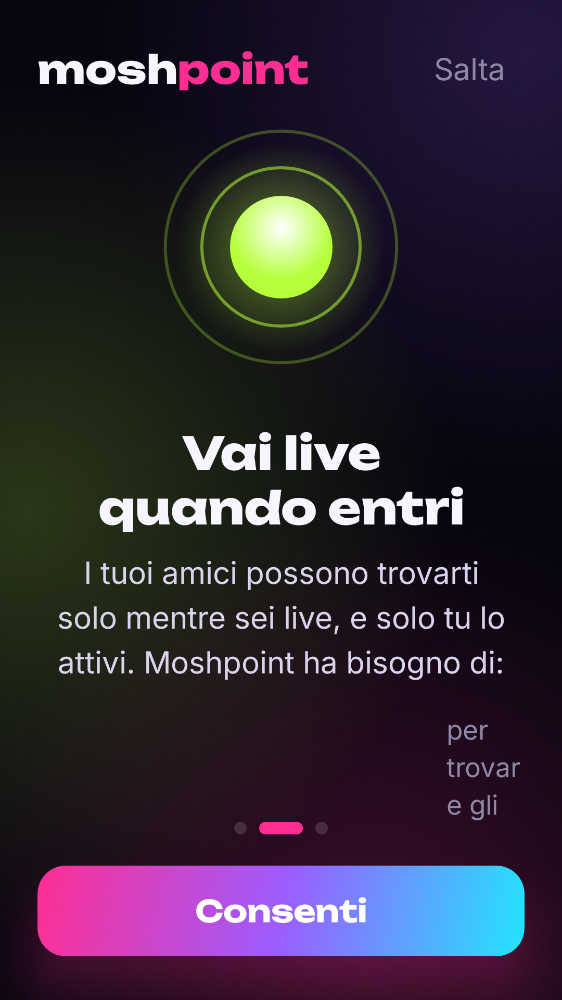 moshpoint
Salta
Vai live
quando entri
I tuoi amici possono trovarti
solo mentre sei live, e solo tu lo
attivi. Moshpoint ha bisogno di:
per
trovar
e gli
Consenti